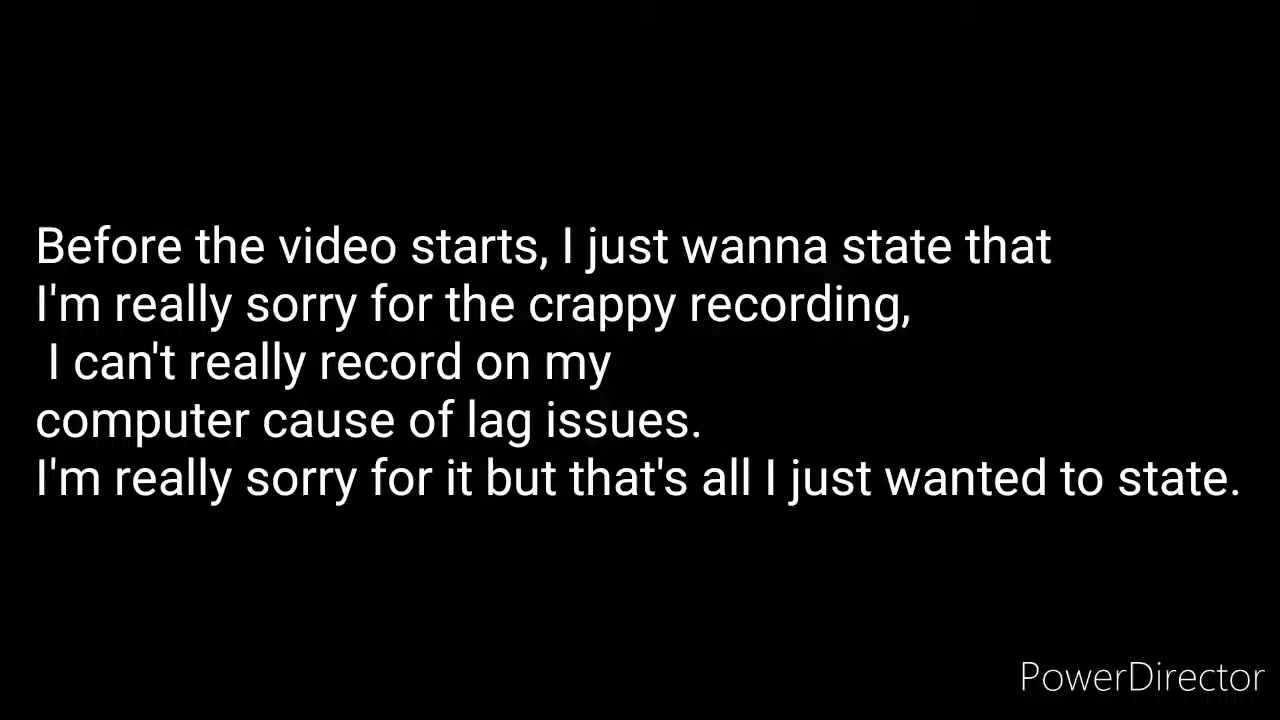 Before the video starts, I just wanna state that
I'm really sorry for the crappy recording,
I can't really record on my
computer cause of lag issues.
I'm really sorry for it but that's all I just wanted to state.
PowerDirector